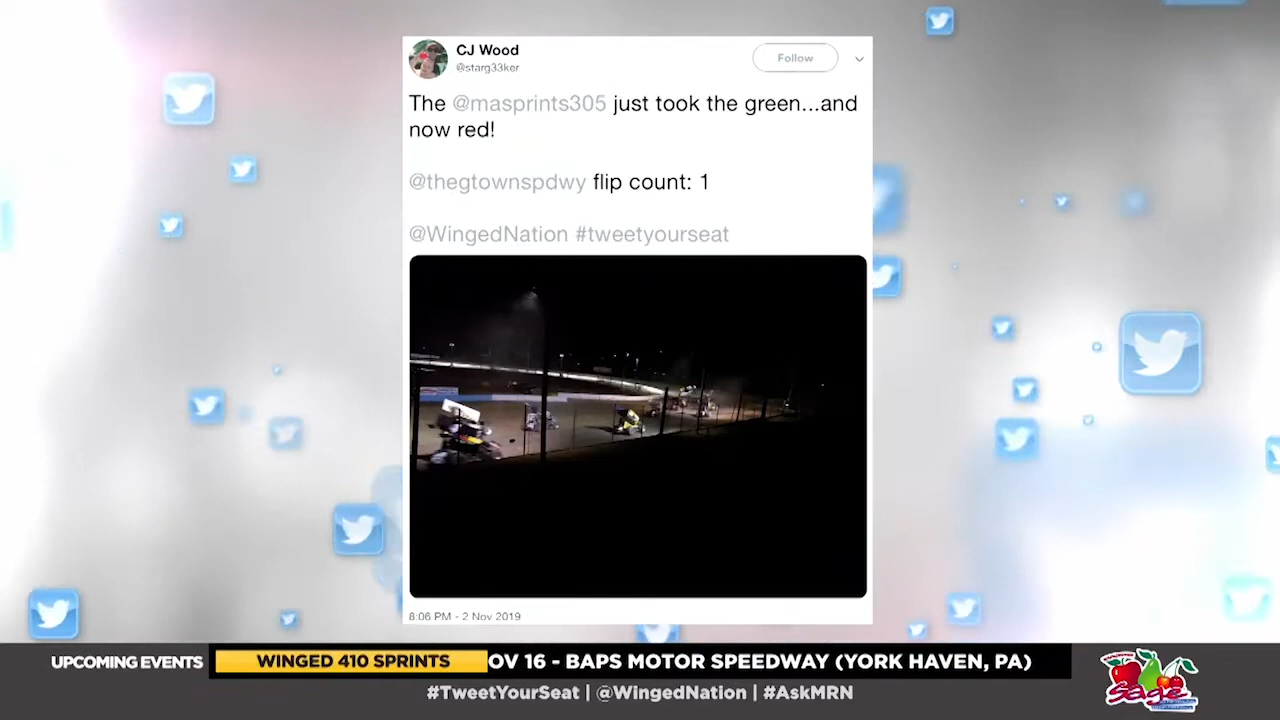 CJ Wood
@starg33ker
Follow
The @masprints305 just took the green...and
now red!
@thegtownspdwy flip count: 1
@WingedNation #tweetyourseat
8:06 PM - 2 Nov 2019
UPCOMING EVENTS
WINGED 410 SPRINTS
OV 16 - BAPS MOTOR SPEEDWAY (YORK HAVEN, PA)
#TweetYourSeat | @WingedNation | #AskMRN
Sage